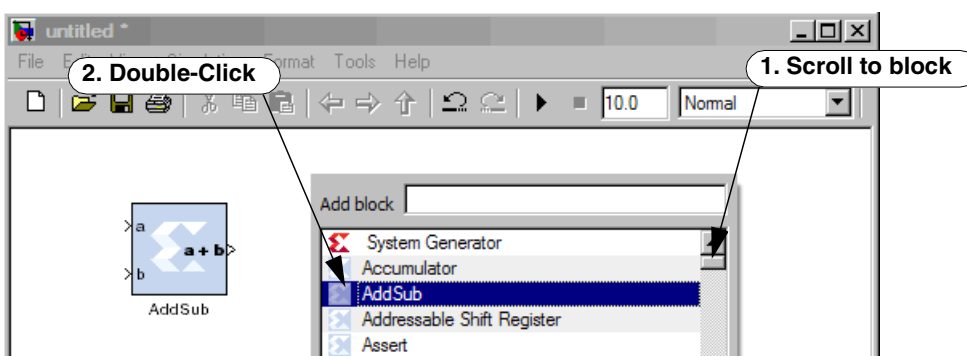 untitled *
File Format Tools Help
2. Double-Click
1. Scroll to block
10.0 Normal
Add block
System Generator
Accumulator
AddSub
Addressable Shift Register
Assert
a
a + b
b
AddSub